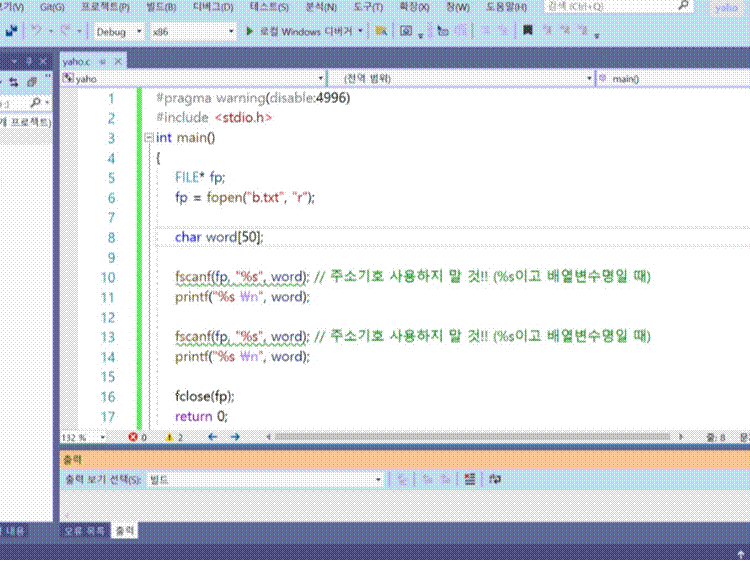 보기(V) Git(G) 프로젝트(P) 빌드(B) 디버그(D) 테스트(S) 분석(N) 도구(T) 확장(X) 창(W) 도움말(H) 검색 (Ctrl+Q) yaho
Debug x86 로컬 Windows 디버거
yaho.c
yaho (전역 범위) main()
개 프로젝트)
1 #pragma warning(disable:4996)
2 #include <stdio.h>
3 int main()
4 {
5 FILE* fp;
6 fp = fopen("b.txt", "r");
7
8 char word[50];
9
10 fscanf(fp, "%s", word); // 주소기호 사용하지 말 것!! (%s이고 배열변수명일 때)
11 printf("%s ₩n", word);
12
13 fscanf(fp, "%s", word); // 주소기호 사용하지 말 것!! (%s이고 배열변수명일 때)
14 printf("%s ₩n", word);
15
16 fclose(fp);
17 return 0;
132 % 0 2 줄: 8
출력
출력 보기 선택(S): 빌드
내용 오류 목록 출력